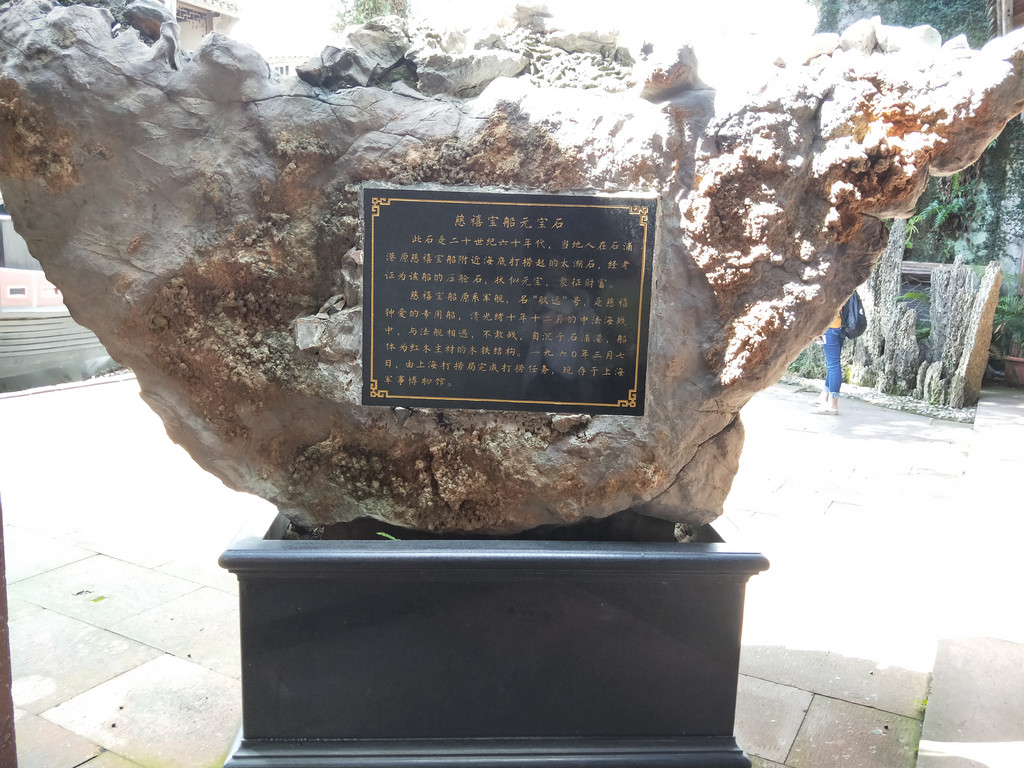 慈禧宝船元宝石
此石是二十世纪六十年代，当地人在石浦
港原慈禧宝船附近海底打捞起的太湖石，经考
证为该船的压舱石，状似元宝，象征财富。
慈禧宝船原系军舰，名“驭远”号，是慈禧
钟爱的专用船，清光绪十年十二月的中法海战
中，与法舰相遇，不敌战，自沉于石浦港，船
体为红木主材的木铁结构。一九六〇年三月七
日，由上海打捞局完成打捞任务，现存于上海
军事博物馆。